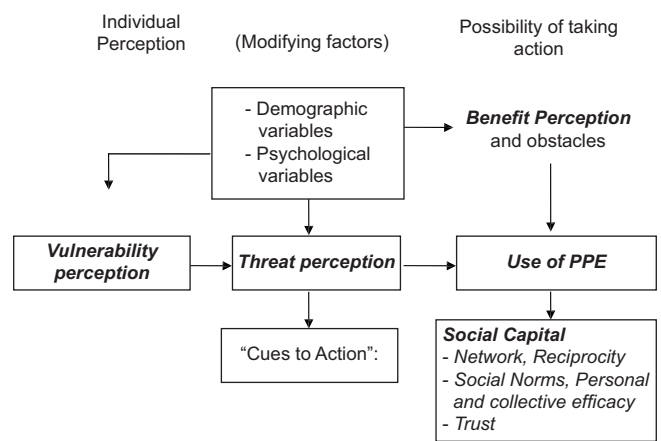 Individual
Perception
(Modifying factors)
Possibility of taking
action
- Demographic
variables
- Psychological
variables
Benefit Perception
and obstacles
Vulnerability
perception
Threat perception
Use of PPE
“Cues to Action”:
Social Capital
- Network, Reciprocity
- Social Norms, Personal
and collective efficacy
- Trust